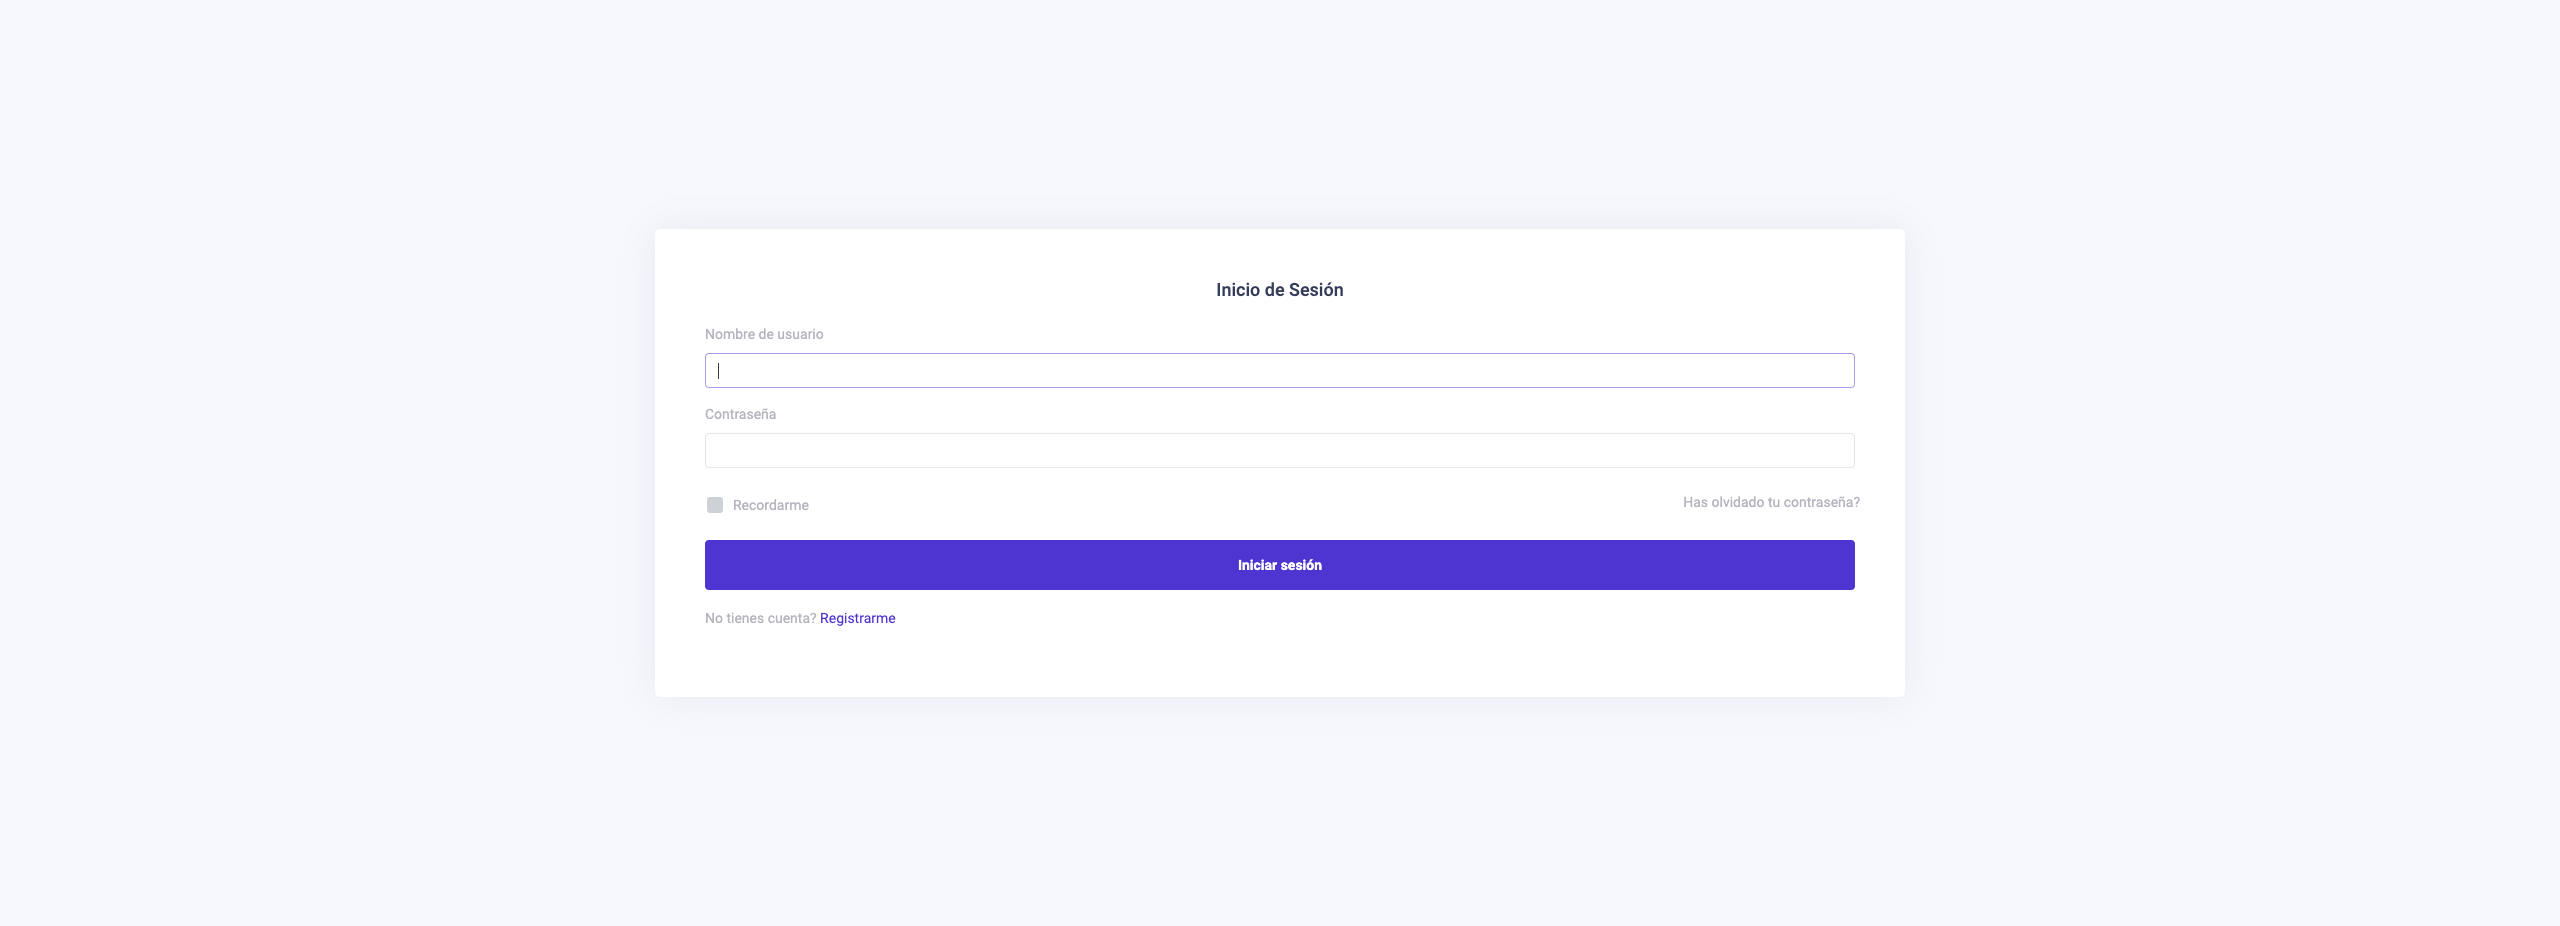 Inicio de Sesión
Nombre de usuario
Contraseña
Recordarme
Has olvidado tu contraseña?
Iniciar sesión
No tienes cuenta? Registrarme